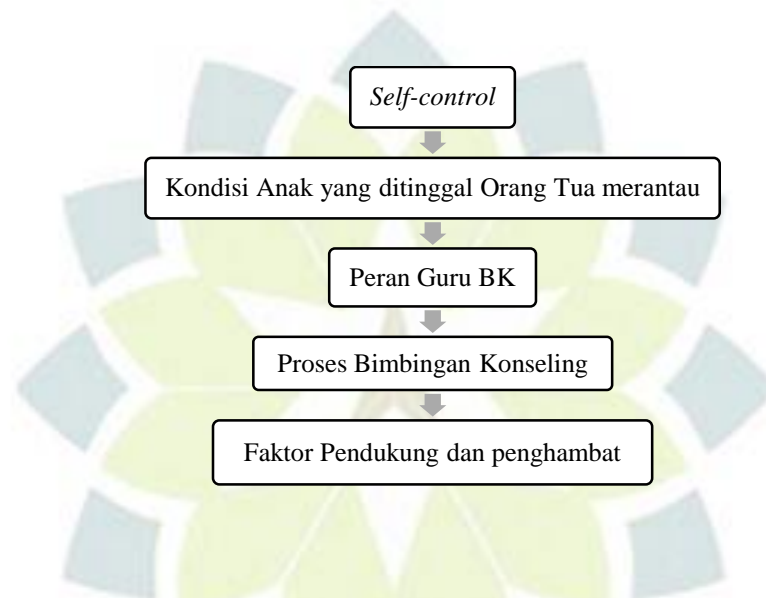 Self-control
Kondisi Anak yang ditinggal Orang Tua merantau
Peran Guru BK
Proses Bimbingan Konseling
Faktor Pendukung dan penghambat